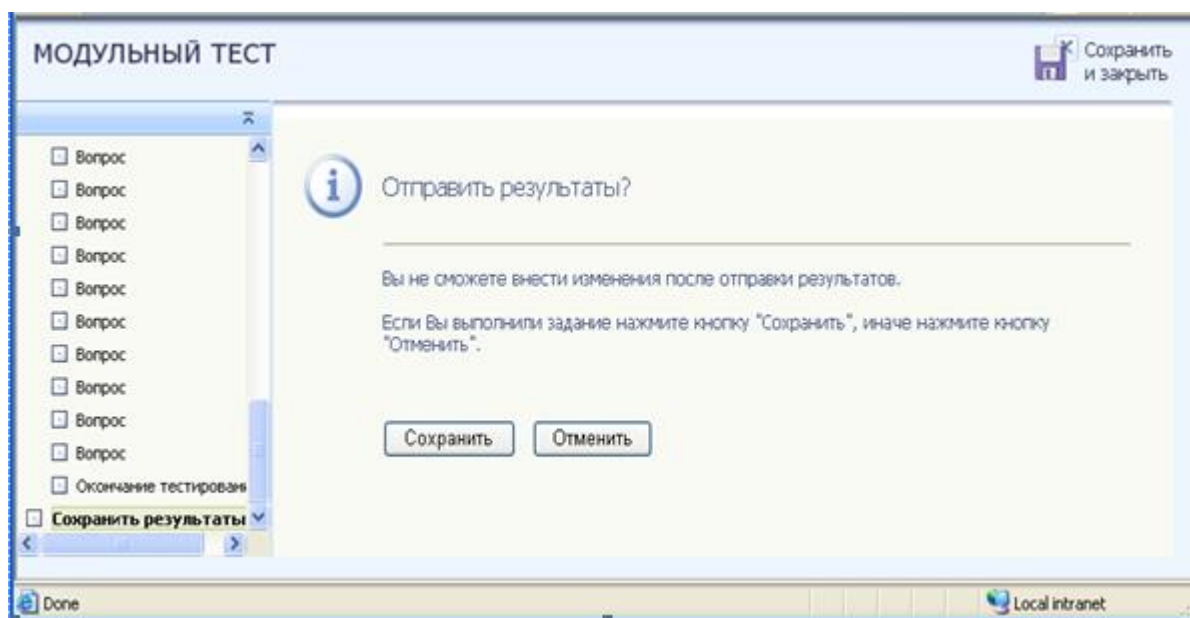 МОДУЛЬНЫЙ ТЕСТ
Сохранить
и закрыть
Вопрос
Вопрос
Вопрос
Вопрос
Вопрос
Вопрос
Вопрос
Вопрос
Вопрос
Вопрос
Окончание тестирован
Сохранить результаты
Отправить результаты?
Вы не сможете внести изменения после отправки результатов.
Если Вы выполнили задание нажмите кнопку "Сохранить", иначе нажмите кнопку
"Отменить".
Сохранить
Отменить
Done
Local intranet